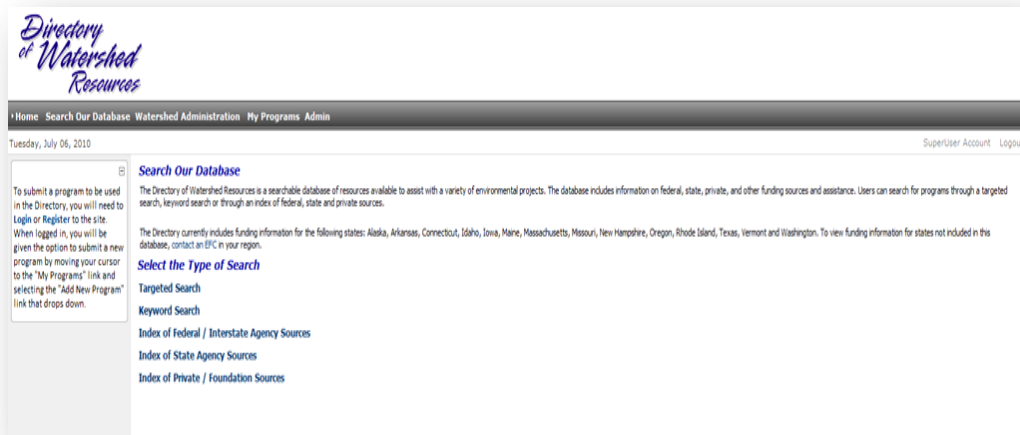 Directory
of Watershed
Resources
Home Search Our Database Watershed Administration My Programs Admin
Tuesday, July 06, 2010
SuperUser Account Logou
To submit a program to be used
in the Directory, you will need to
Login or Register to the site.
When logged in, you will be
given the option to submit a new
program by moving your cursor
to the "My Programs" link and
selecting the "Add New Program"
link that drops down.
Search Our Database
The Directory of Watershed Resources is a searchable database of resources available to assist with a variety of environmental projects. The database includes information on federal, state, private, and other funding sources and assistance. Users can search for programs through a targeted
search, keyword search or through an index of federal, state and private sources.
The Directory currently includes funding information for the following states: Alaska, Arkansas, Connecticut, Idaho, Iowa, Maine, Massachusetts, Missouri, New Hampshire, Oregon, Rhode Island, Texas, Vermont and Washington. To view funding information for states not included in this
database, contact an EFC in your region.
Select the Type of Search
Targeted Search
Keyword Search
Index of Federal / Interstate Agency Sources
Index of State Agency Sources
Index of Private / Foundation Sources